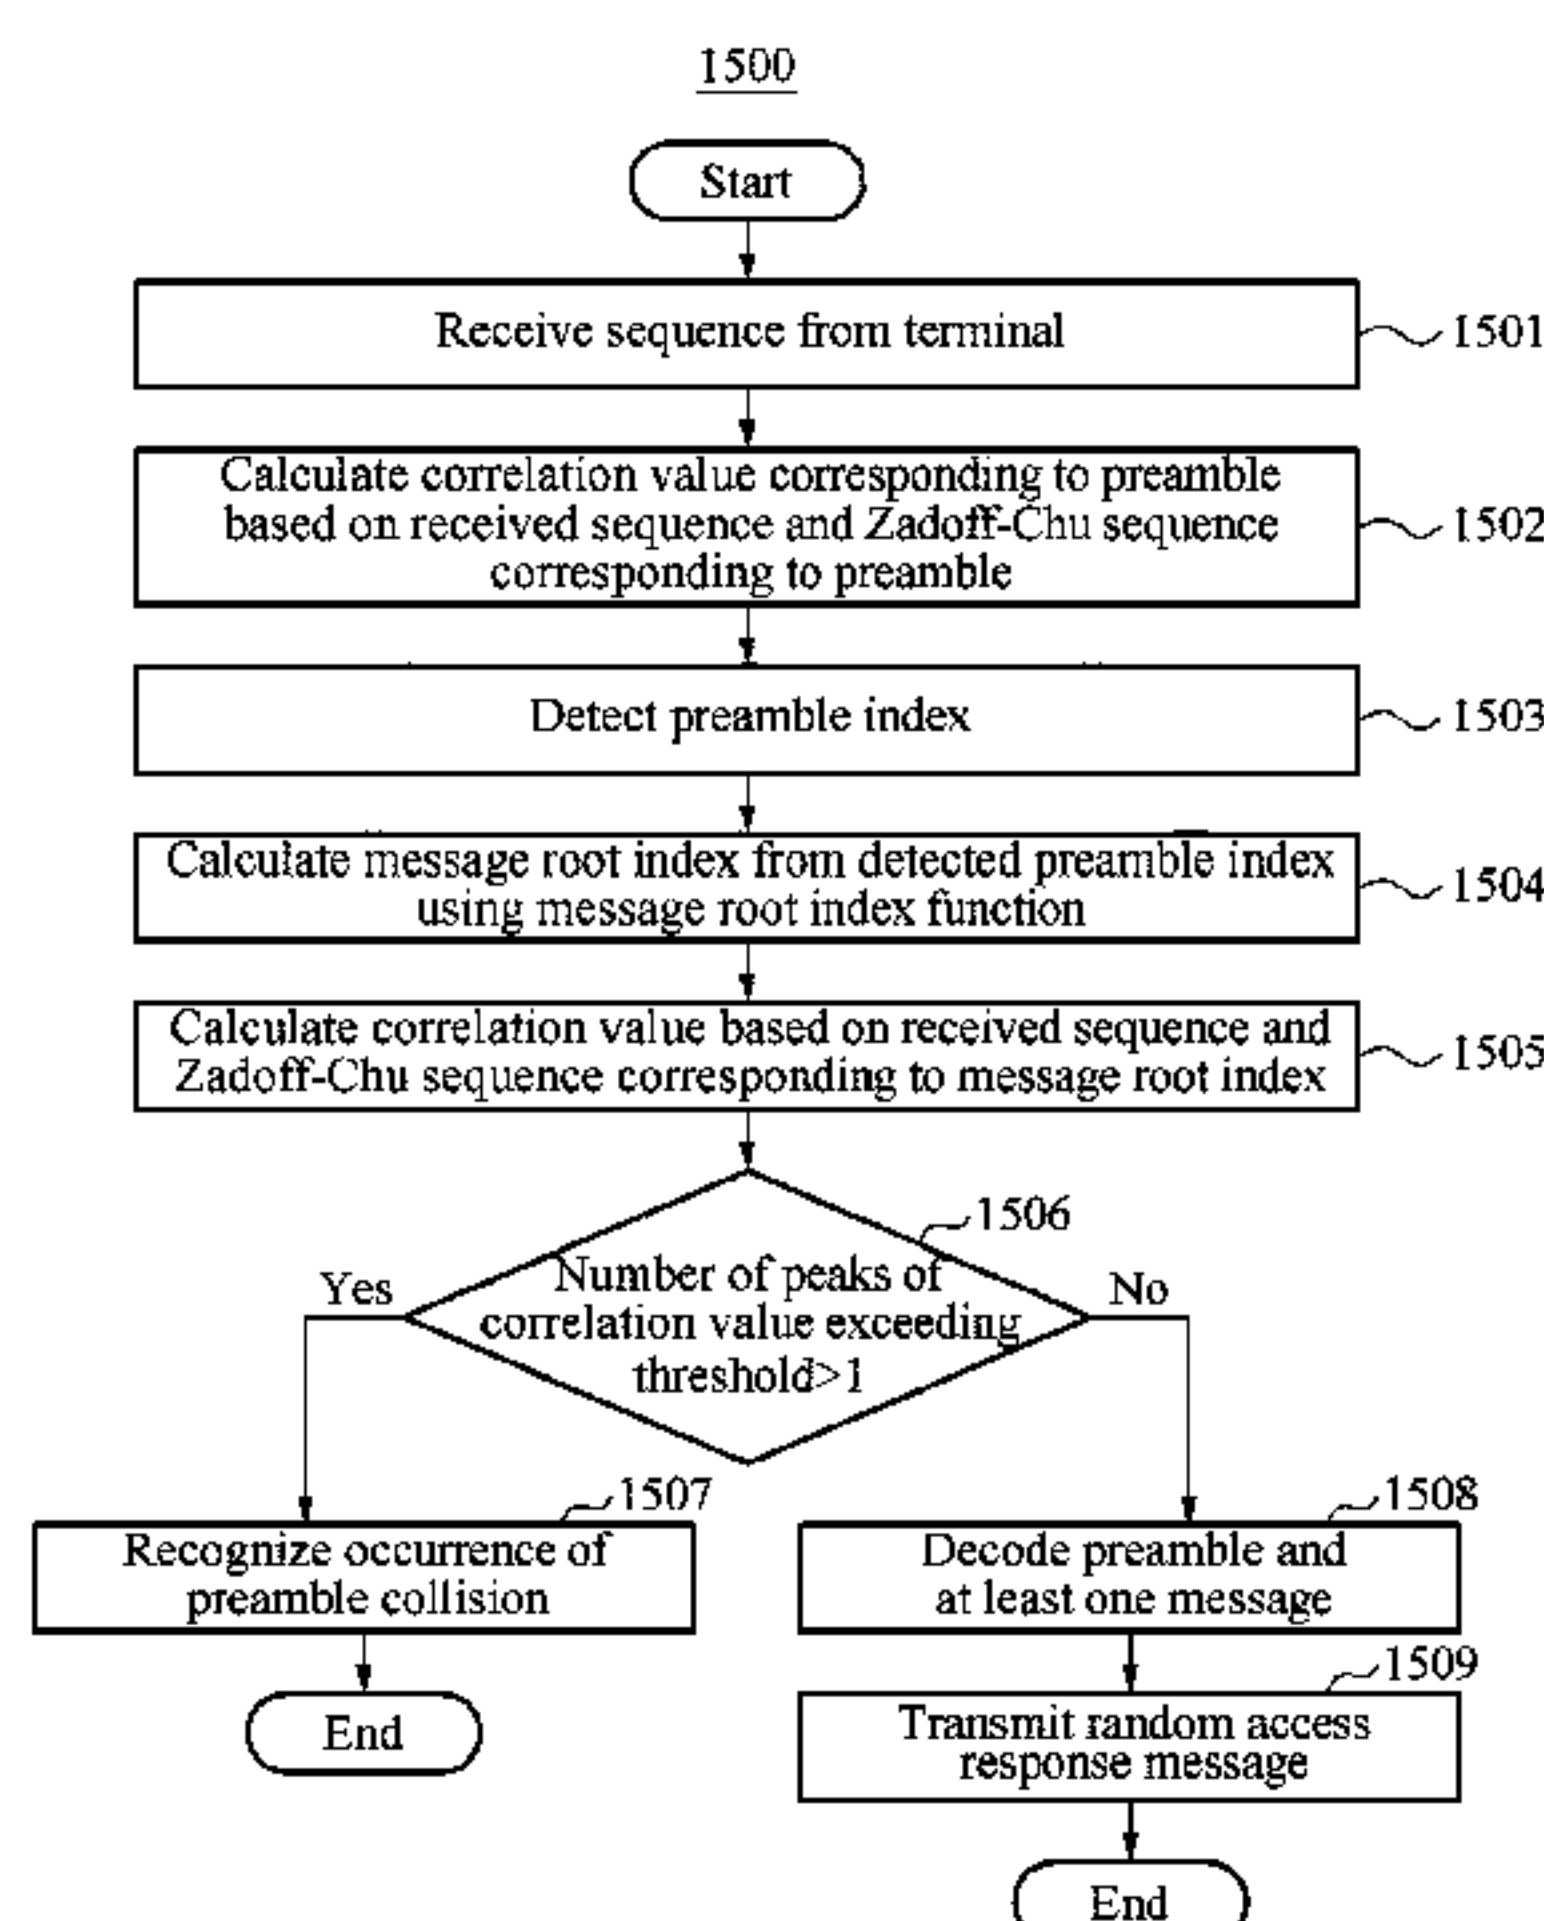 1500
Start
Receive sequence from terminal
1501
Calculate correlation value corresponding to preamble
based on received sequence and Zadoff-Chu sequence
corresponding to preamble
1502
Detect preamble index
1503
Calculate message root index from detected preamble index
using message root index function
1504
Calculate correlation value based on received sequence and
Zadoff-Chu sequence corresponding to message root index
1505
1506
Number of peaks of
correlation value exceeding
threshold>1
Yes
No
1507
Recognize occurrence of
preamble collision
End
1508
Decode preamble and
at least one message
1509
Transmit random access
response message
End